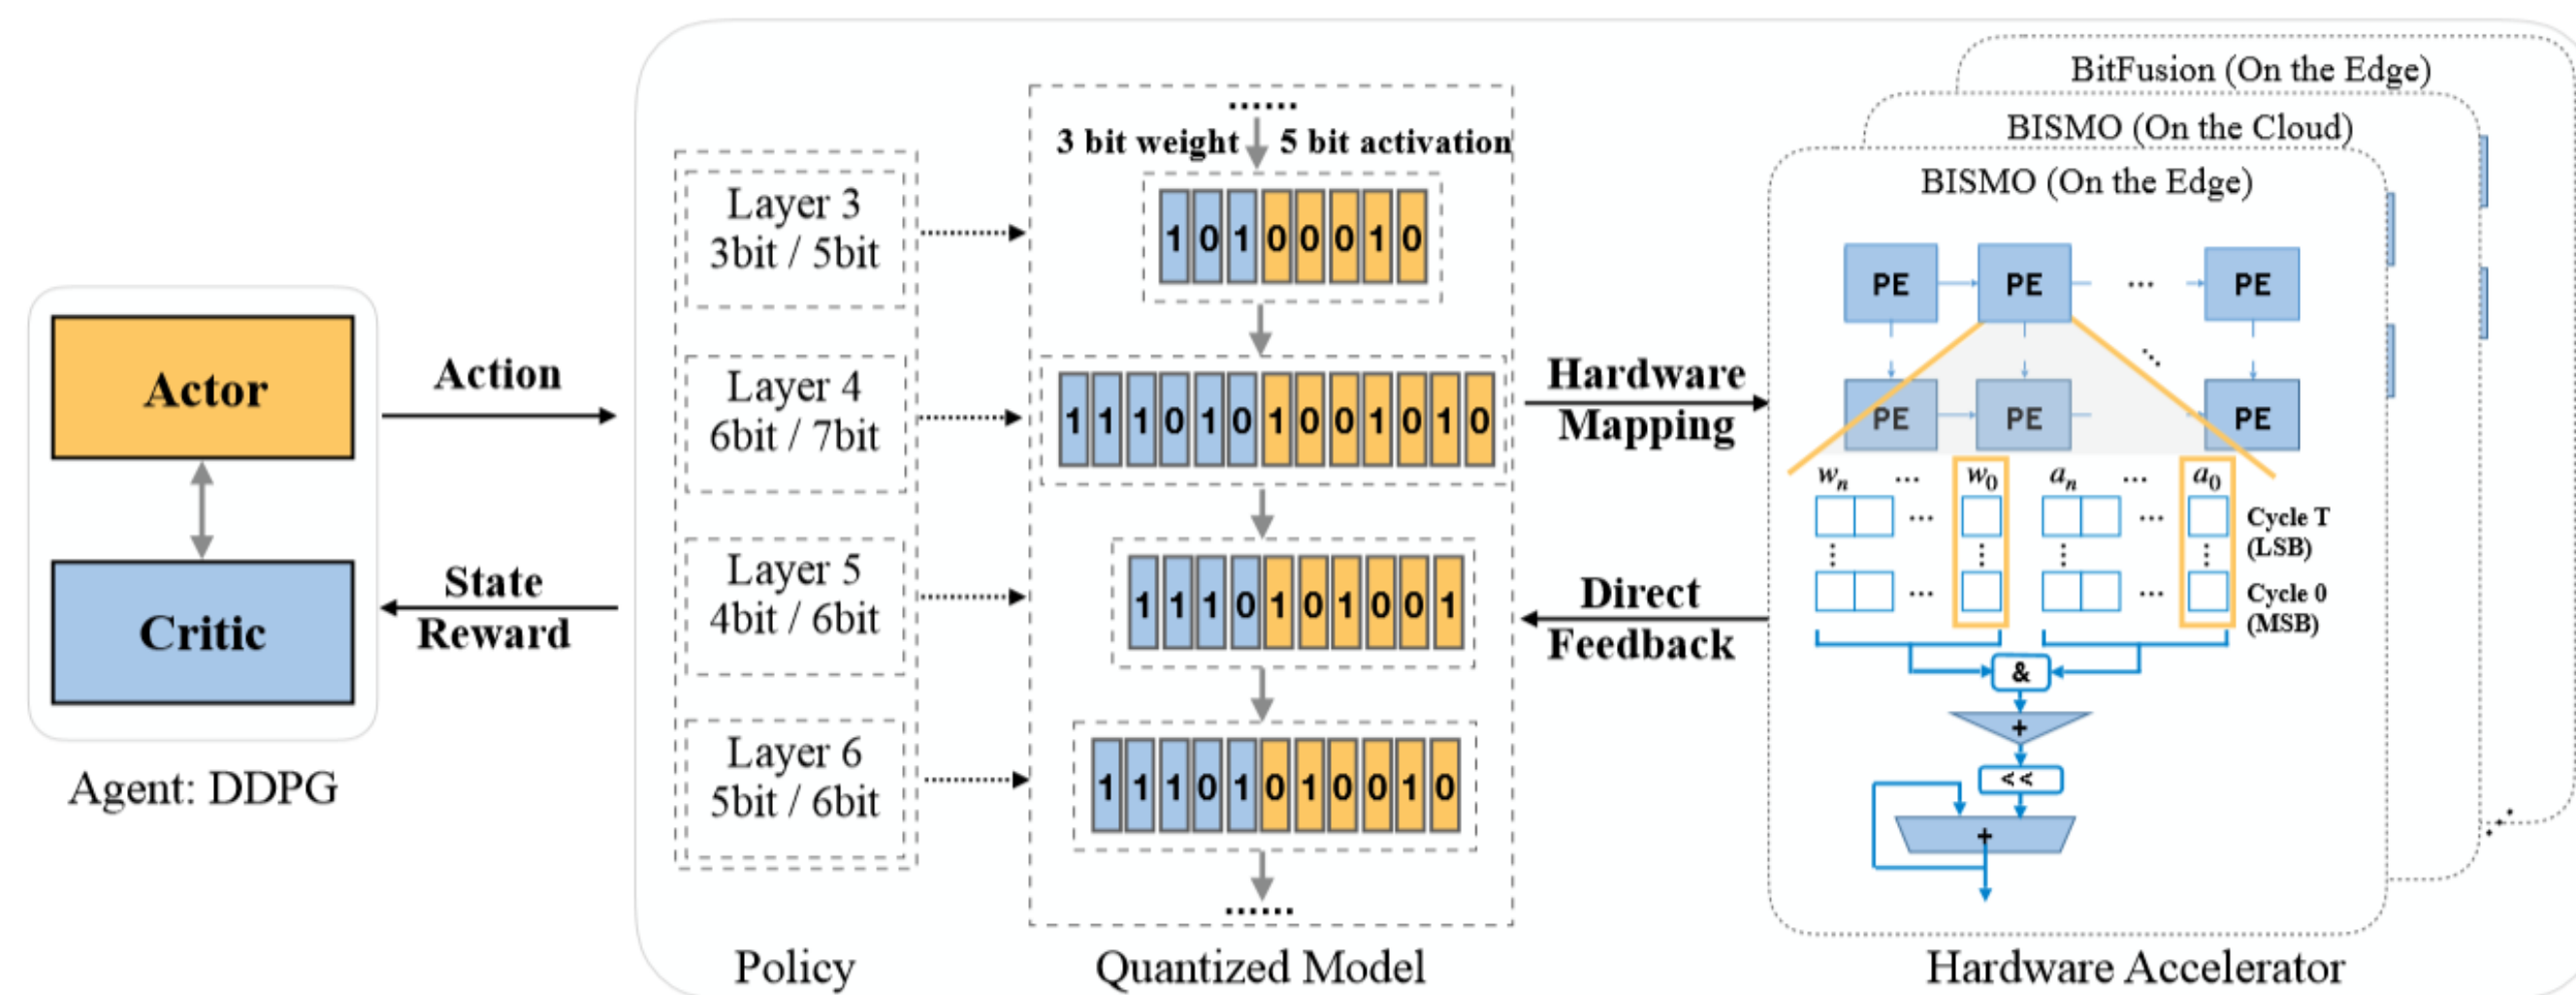 Actor
Critic
Agent: DDPG
Action
State
Reward
Layer 3
3bit / 5bit
Layer 4
6bit / 7bit
Layer 5
4bit / 6bit
Layer 6
5bit / 6bit
Policy
......
3 bit weight 5 bit activation
1 0 1 0 0 0 1 0
1 1 1 0 1 0 1 0 0 1 0 1 0
1 1 1 0 1 0 1 0 0 1
1 1 1 0 1 0 1 0 0 1 0
......
Quantized Model
Hardware
Mapping
Direct
Feedback
BitFusion (On the Edge)
BISMO (On the Cloud)
BISMO (On the Edge)
PE PE ... PE
PE PE PE
wn ... w0 an ... a0
Cycle T
(LSB)
Cycle 0
(MSB)
&
+
<<
+
Hardware Accelerator